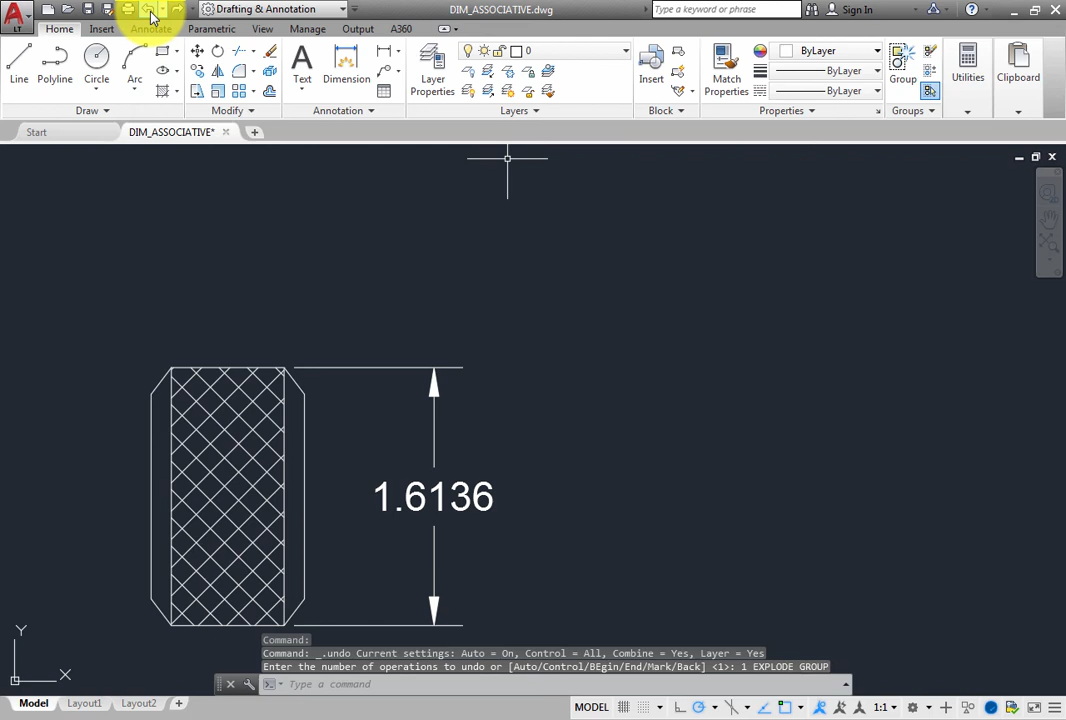 Drafting & Annotation
DIM_ASSOCIATIVE.dwg
Type a keyword or phrase
Sign In
A
LT
Home
Insert
Annotate
Parametric
View
Manage
Output
A360
Line
Polyline
Circle
Arc
Text
Dimension
Layer
Properties
0
Insert
Match
Properties
ByLayer
ByLayer
ByLayer
Group
Utilities
Clipboard
Draw
Modify
Annotation
Layers
Block
Properties
Groups
Start
DIM_ASSOCIATIVE*
1.6136
Y
X
Command:
Command: _.undo Current settings: Auto = On, Control = All, Combine = Yes, Layer = Yes
Enter the number of operations to undo or [Auto/Control/BEgin/End/Mark/Back] <1>: 1 EXPLODE GROUP
Type a command
Model
Layout1
Layout2
MODEL
1:1